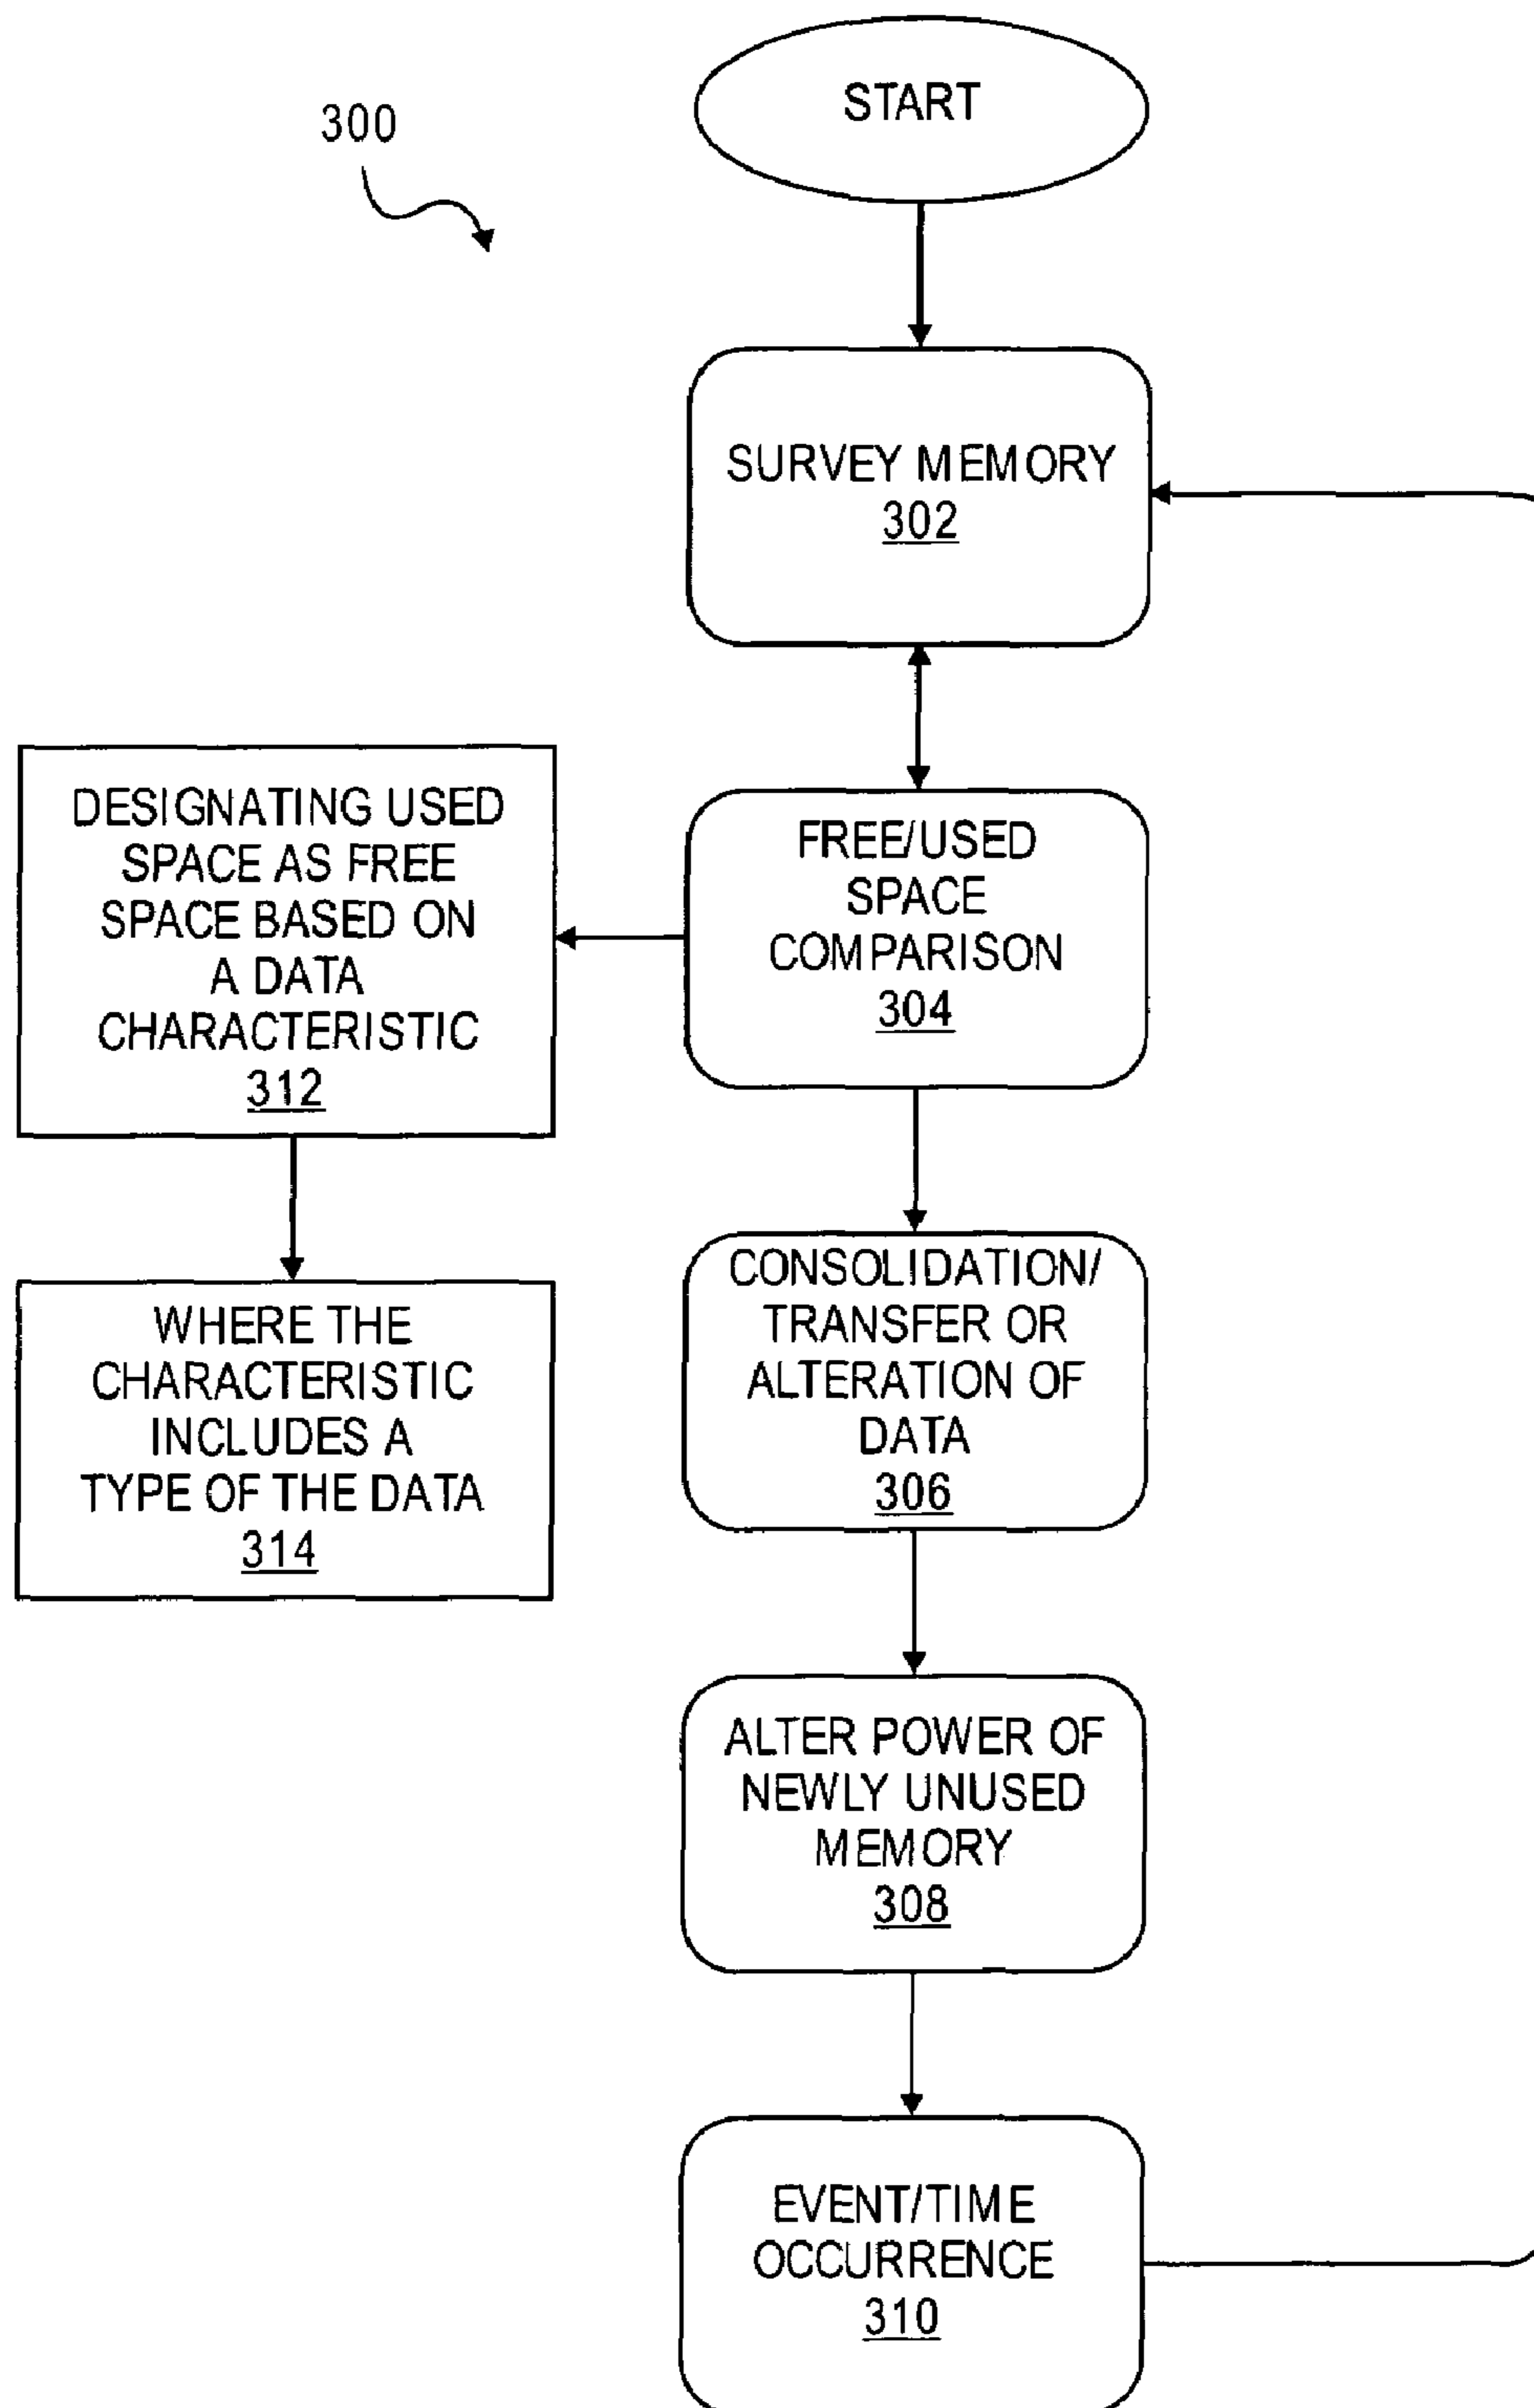 START
300
SURVEY MEMORY
302
DESIGNATING USED
SPACE AS FREE
SPACE BASED ON
A DATA
CHARACTERISTIC
312
FREE/USED
SPACE
COMPARISON
304
WHERE THE
CHARACTERISTIC
INCLUDES A
TYPE OF THE DATA
314
CONSOLIDATION/
TRANSFER OR
ALTERATION OF
DATA
306
ALTER POWER OF
NEWLY UNUSED
MEMORY
308
EVENT/TIME
OCCURRENCE
310